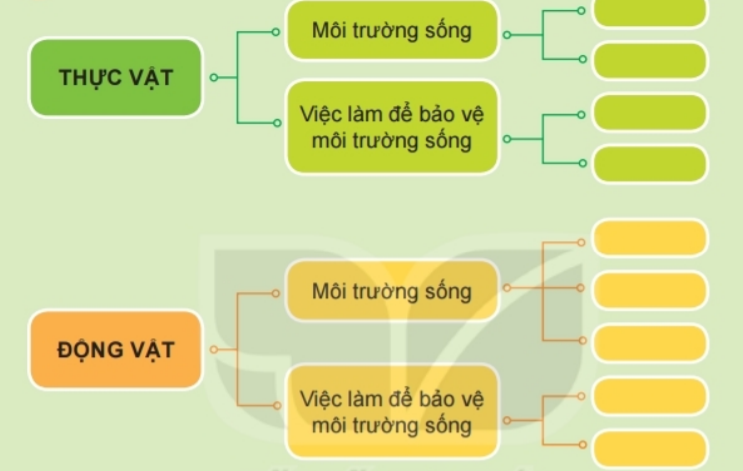 Môi trường sống
THỰC VẬT
Việc làm để bảo vệ
môi trường sống
Môi trường sống
ĐỘNG VẬT
Việc làm để bảo vệ
môi trường sống